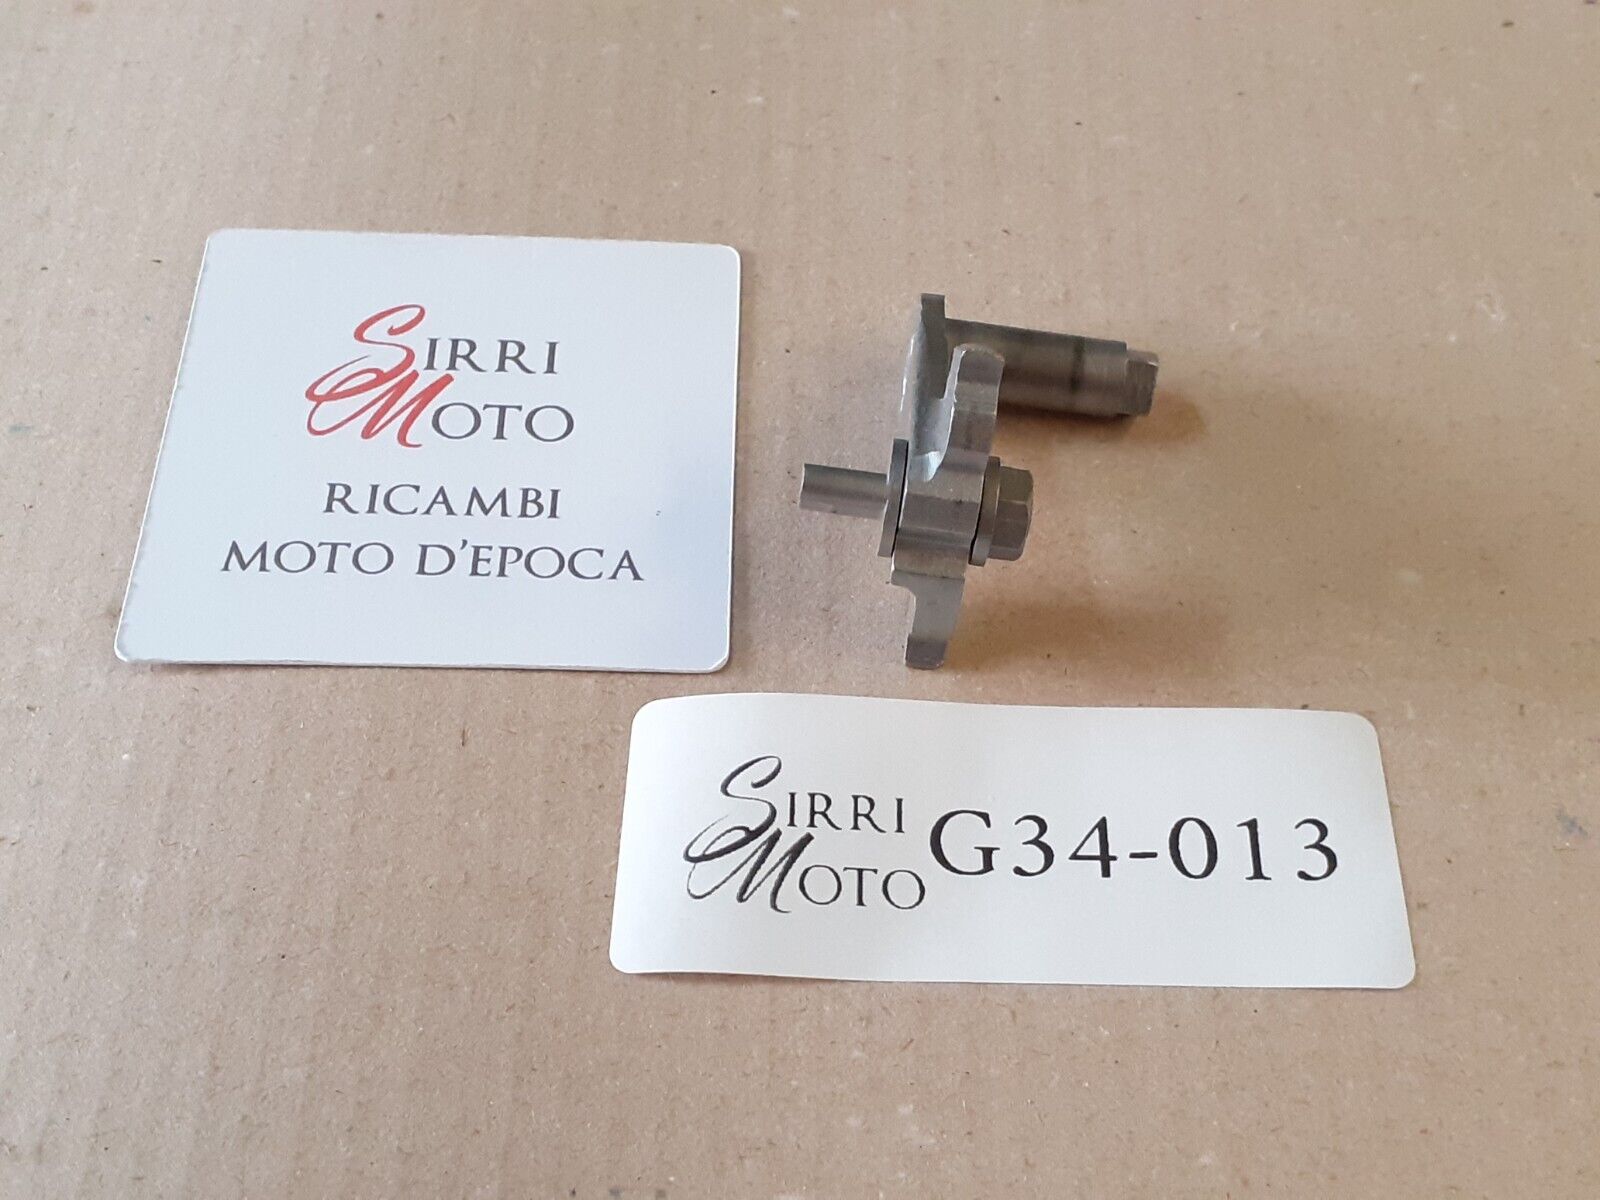 SIRRI
MOTO
RICAMBI
MOTO D'EPOCA
SIRRI
MOTO
G34-013